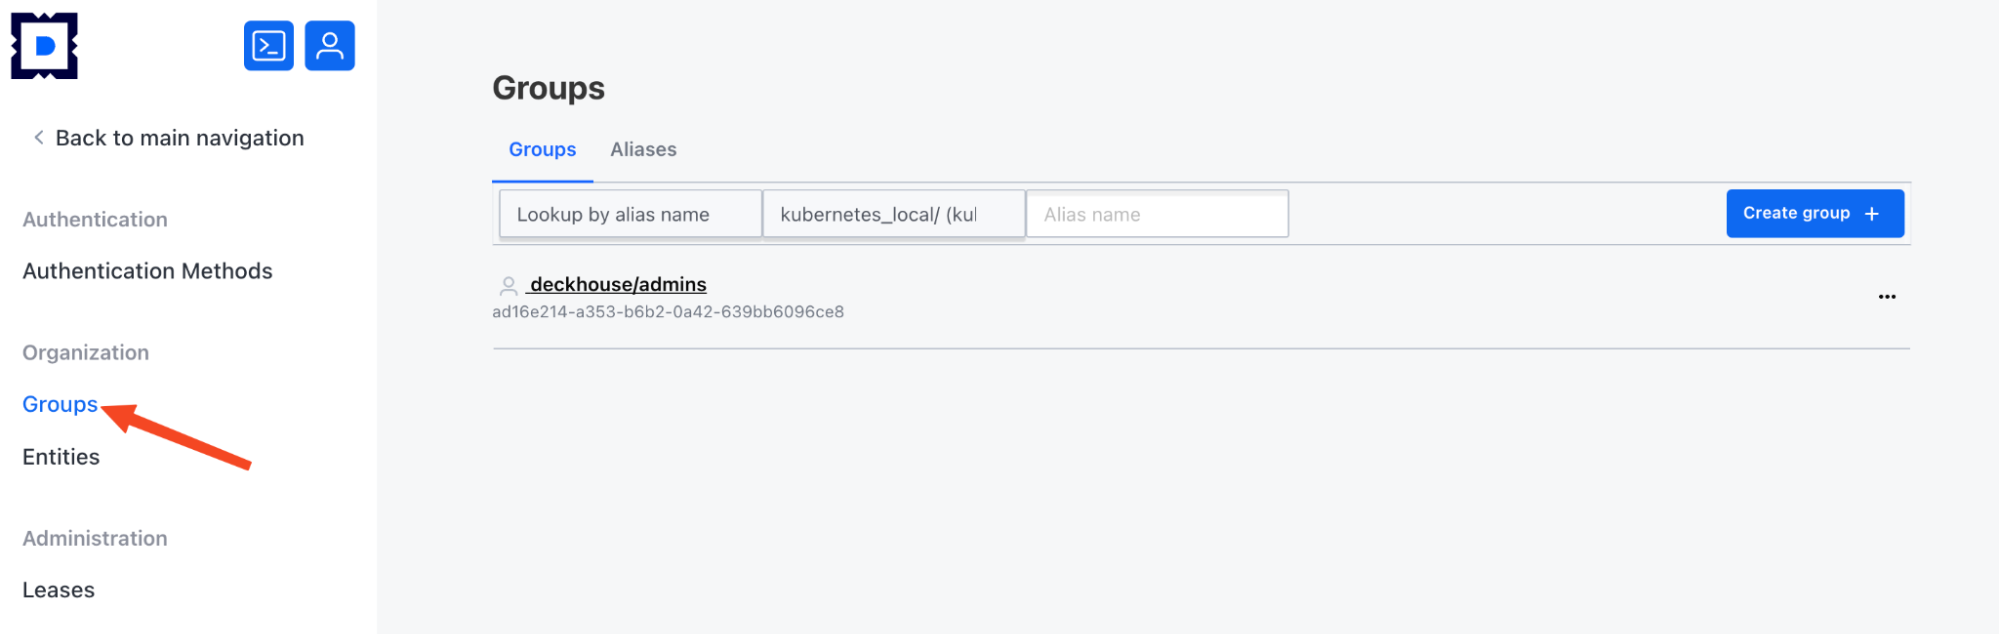 Back to main navigation
Authentication
Authentication Methods
Organization
Groups
Entities
Administration
Leases
Groups
Groups Aliases
Lookup by alias name kubernetes_local/ (kul Alias name Create group +
deckhouse/admins
ad16e214-a353-b6b2-0a42-639bb6096ce8